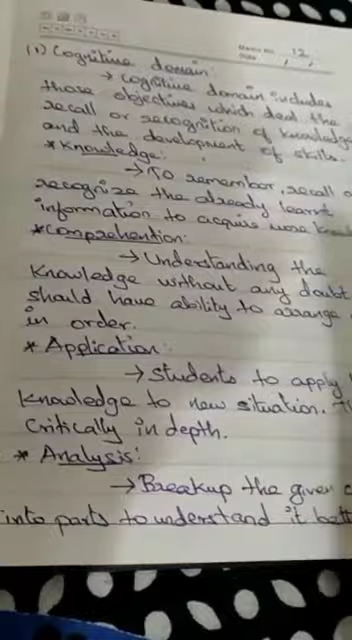 12
(1) Cognitive domain:
→ Cognitive domain includes
those objectives which deal the
recall or recognition of knowledge
and the development of skills.
* Knowledge:
→ To remember, recall
recognize the already learnt
information to acquire more
* Comprehention:
→ Understanding the
knowledge without any doubt
should have ability to arrange
in order.
* Application:
→ Students to apply
knowledge to new situation.
critically in depth.
* Analysis:
→ Breakup the given
into parts to understand it